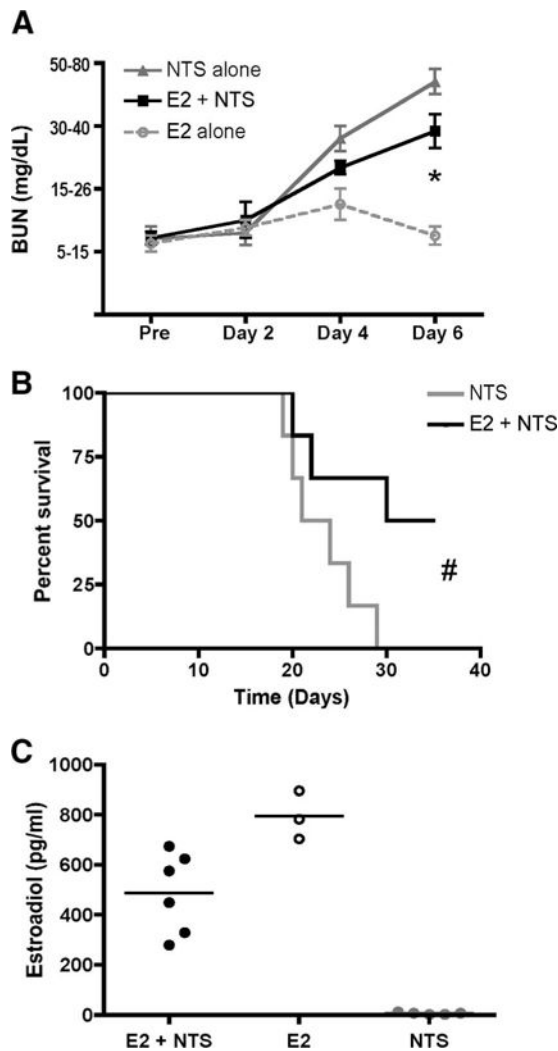 A
50-80
30-40
15-26
5-15
BUN (mg/dL)
NTS alone
E2 + NTS
E2 alone
*
Pre Day 2 Day 4 Day 6
B
100
75
50
25
0
Percent survival
NTS
E2 + NTS
#
0 10 20 30 40
Time (Days)
C
1000
800
600
400
200
0
Estroadiol (pg/ml)
E2 + NTS E2 NTS